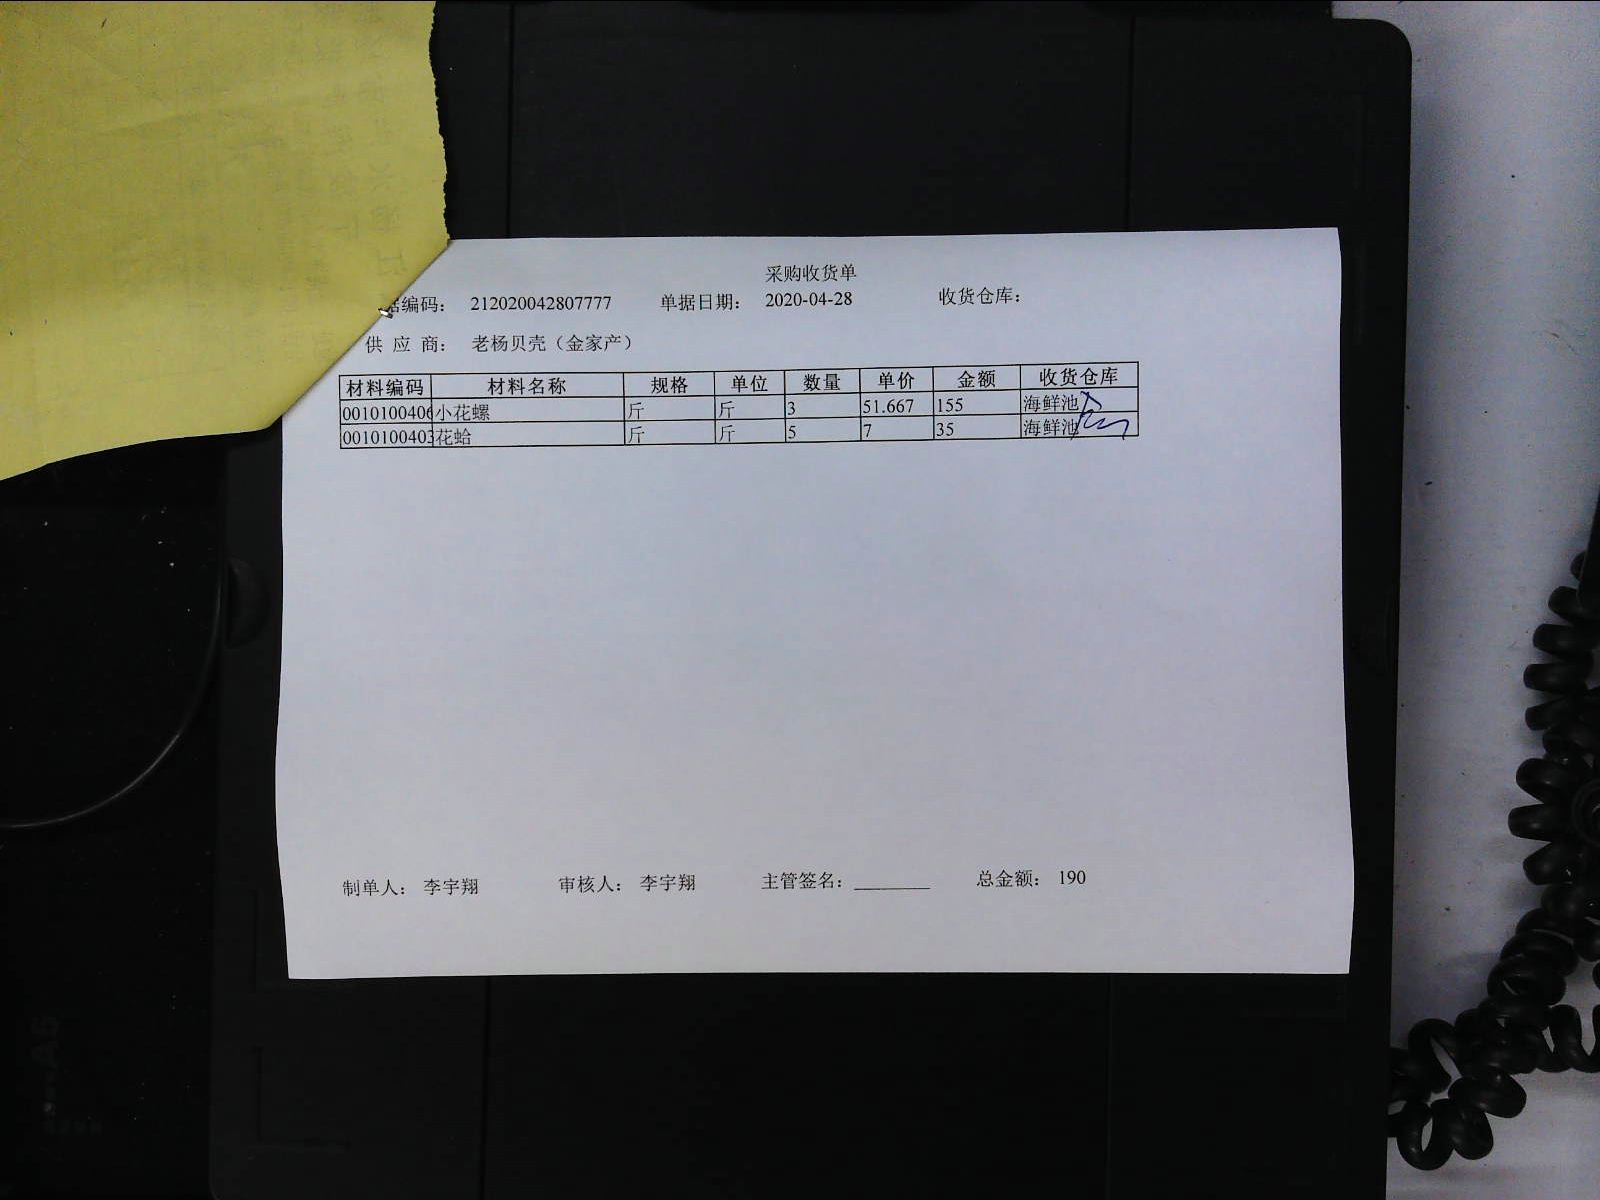 采购收货单
据编码： 212020042807777 单据日期： 2020-04-28 收货仓库：
供 应 商： 老杨贝壳（金家产）
材料编码 材料名称 规格 单位 数量 单价 金额 收货仓库
0010100406 小花螺 斤 斤 3 51.667 155 海鲜池
0010100403 花蛤 斤 斤 5 7 35 海鲜池
制单人： 李宇翔 审核人： 李宇翔 主管签名：________ 总金额： 190